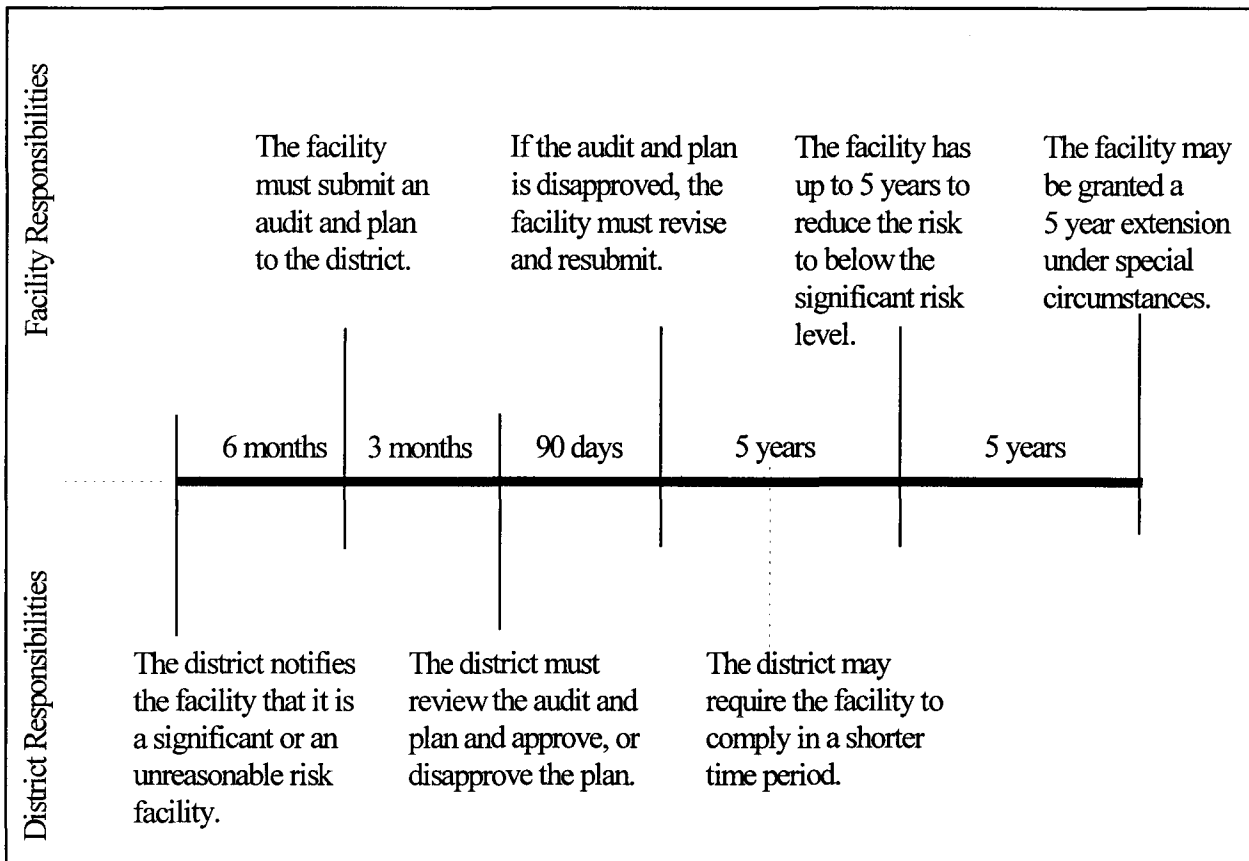 Facility Responsibilities
The facility
must submit an
audit and plan
to the district.
If the audit and plan
is disapproved, the
facility must revise
and resubmit.
The facility has
up to 5 years to
reduce the risk
to below the
significant risk
level.
The facility may
be granted a
5 year extension
under special
circumstances.
6 months
3 months
90 days
5 years
5 years
District Responsibilities
The district notifies
the facility that it is
a significant or an
unreasonable risk
facility.
The district must
review the audit and
plan and approve, or
disapprove the plan.
The district may
require the facility to
comply in a shorter
time period.